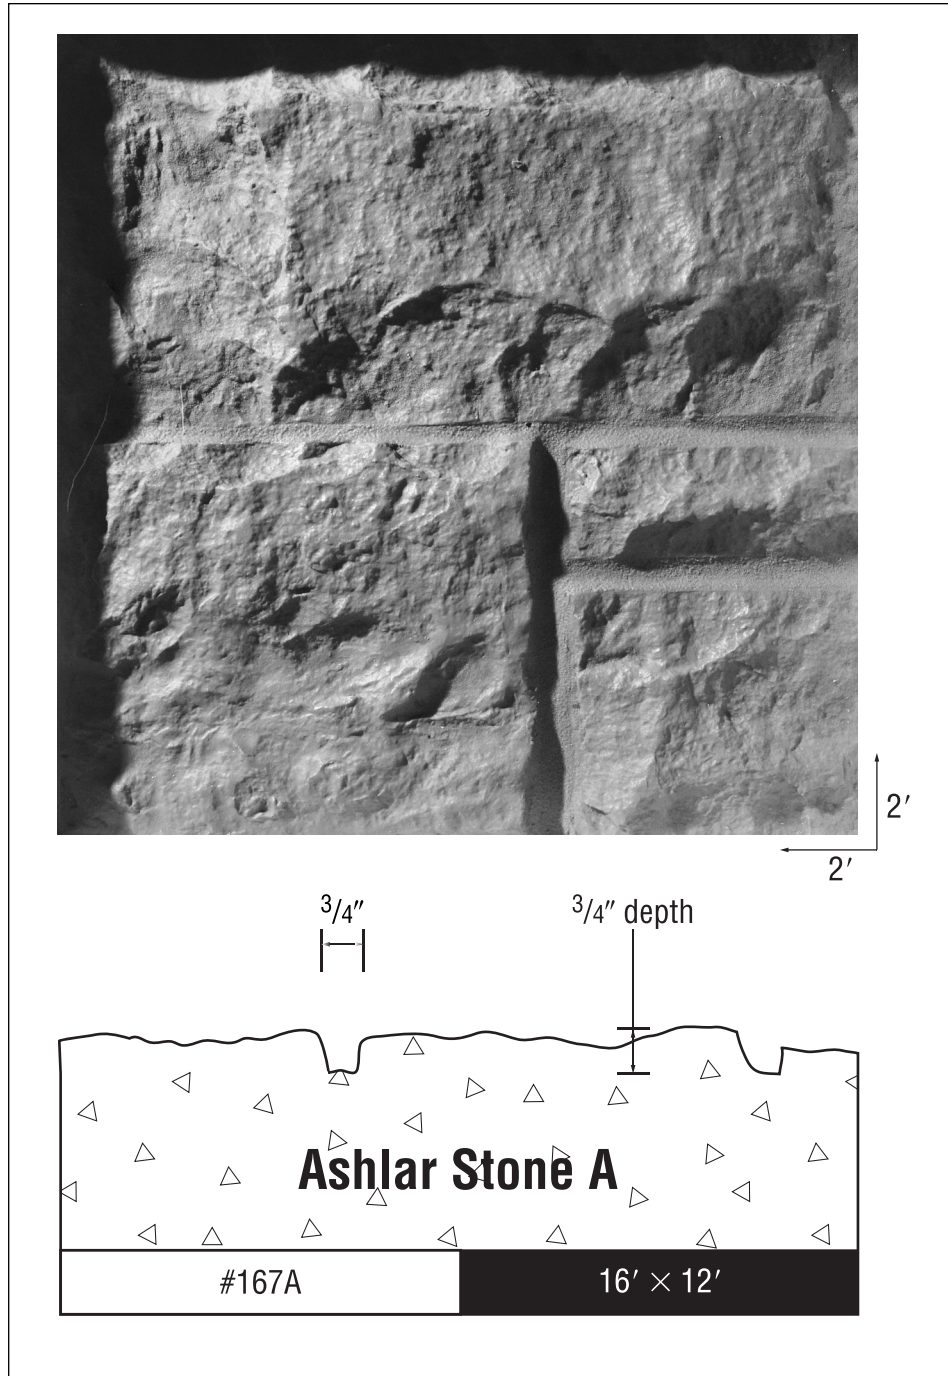 2′
2′
3/4″
3/4″ depth
Ashlar Stone A
#167A
16′ × 12′